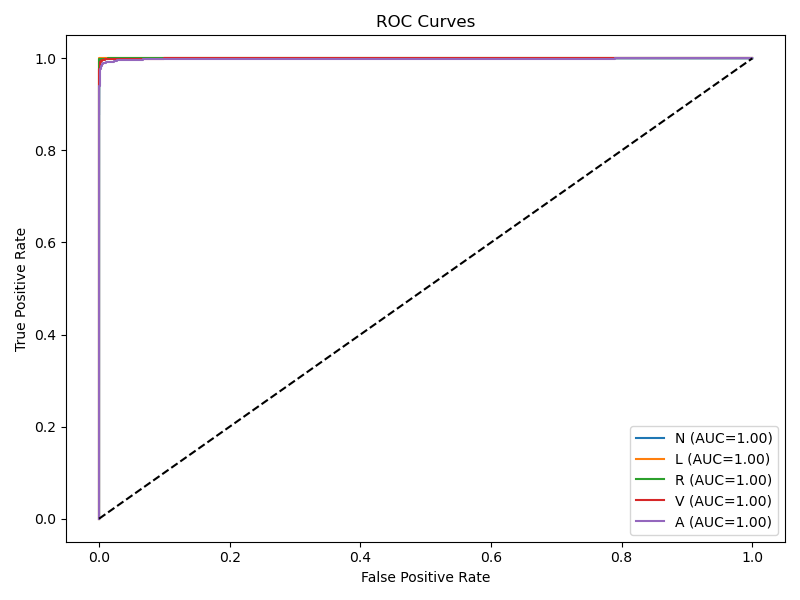 ROC Curves
True Positive Rate
1.0
0.8
0.6
0.4
0.2
0.0
0.0 0.2 0.4 0.6 0.8 1.0
False Positive Rate
N (AUC=1.00)
L (AUC=1.00)
R (AUC=1.00)
V (AUC=1.00)
A (AUC=1.00)